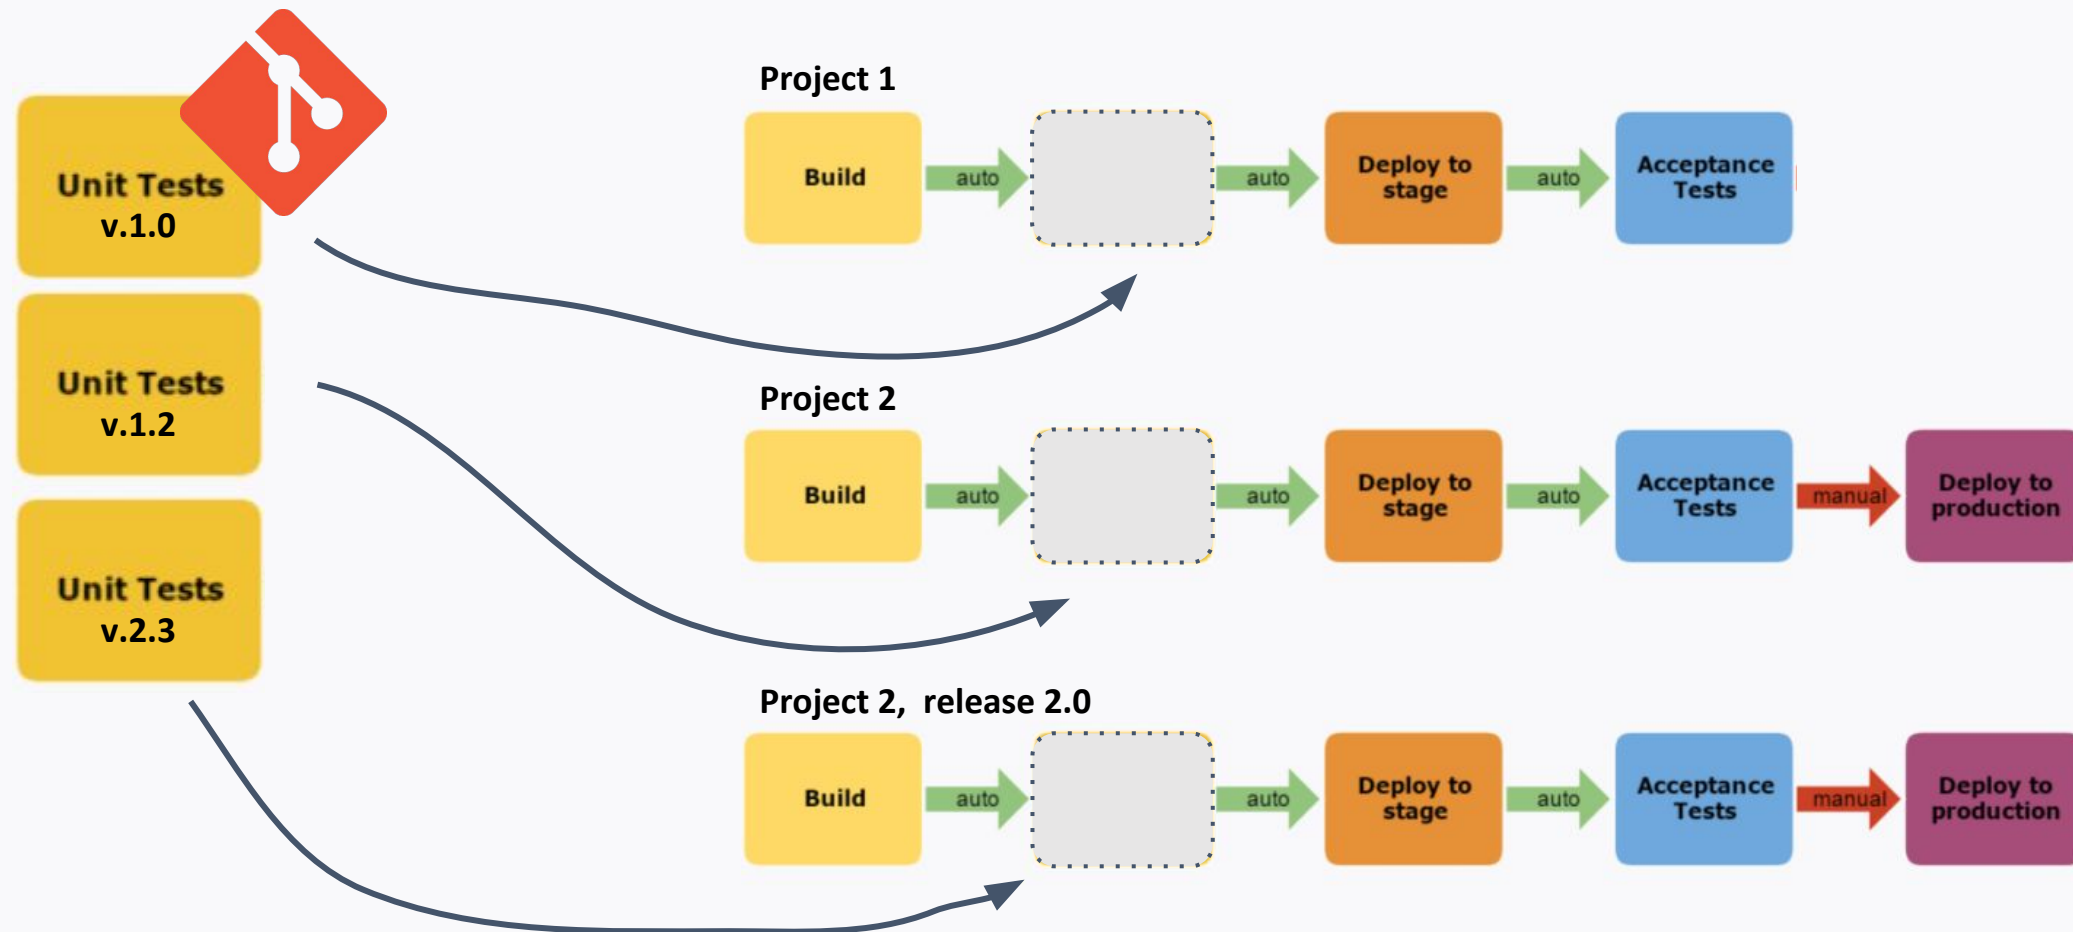 Unit Tests
v.1.0
Unit Tests
v.1.2
Unit Tests
v.2.3
Project 1
Build
auto
auto
Deploy to
stage
auto
Acceptance
Tests
Project 2
Build
auto
auto
Deploy to
stage
auto
Acceptance
Tests
manual
Deploy to
production
Project 2,  release 2.0
Build
auto
auto
Deploy to
stage
auto
Acceptance
Tests
manual
Deploy to
production